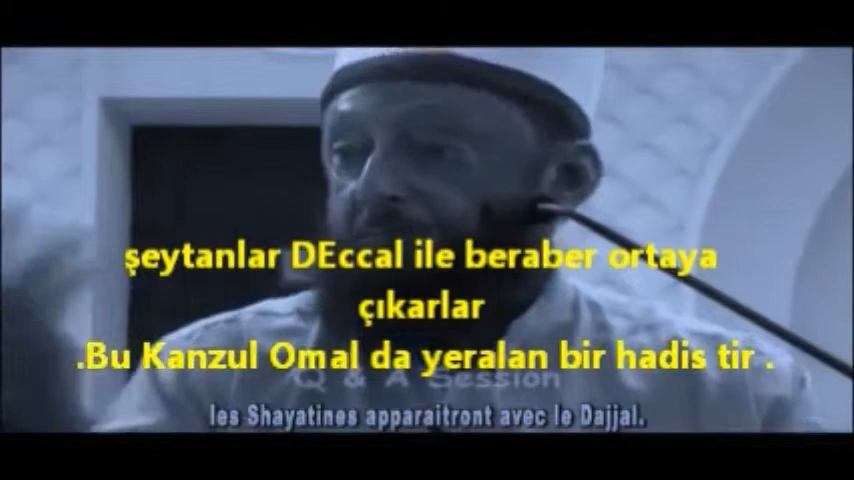 şeytanlar DEccal ile beraber ortaya
çıkarlar
.Bu Kanzul Omal da yeralan bir hadis tir .
Q & A Session
les Shayatines apparaitront avec le Dajjal.